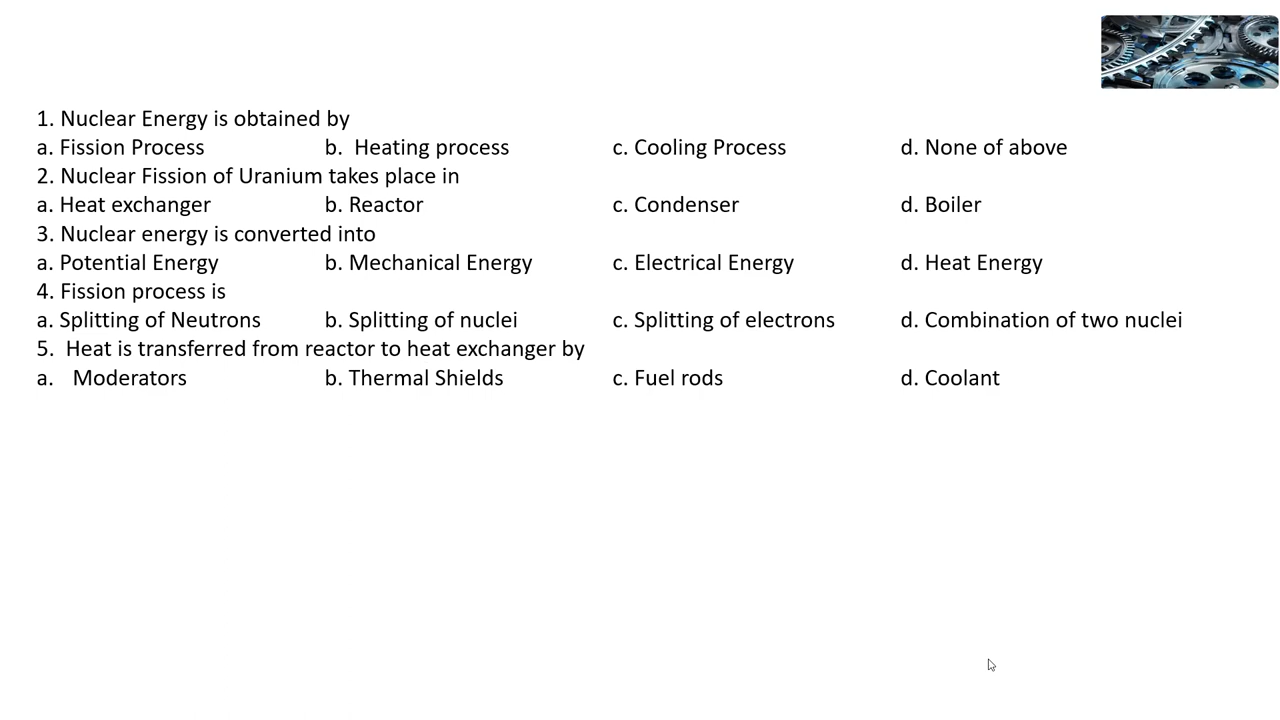 1. Nuclear Energy is obtained by
a. Fission Process b. Heating process c. Cooling Process d. None of above
2. Nuclear Fission of Uranium takes place in
a. Heat exchanger b. Reactor c. Condenser d. Boiler
3. Nuclear energy is converted into
a. Potential Energy b. Mechanical Energy c. Electrical Energy d. Heat Energy
4. Fission process is
a. Splitting of Neutrons b. Splitting of nuclei c. Splitting of electrons d. Combination of two nuclei
5. Heat is transferred from reactor to heat exchanger by
a. Moderators b. Thermal Shields c. Fuel rods d. Coolant